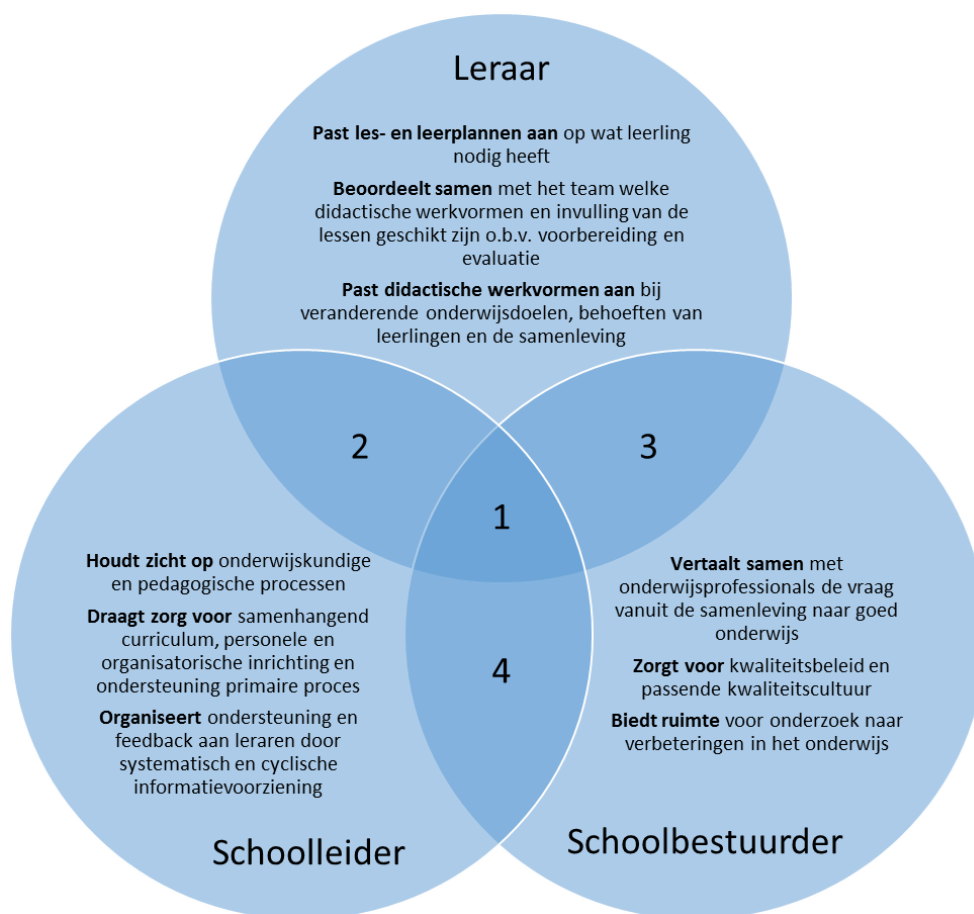 Leraar
Past les- en leerplannen aan op wat leerling
nodig heeft
Beoordeelt samen met het team welke
didactische werkvormen en invulling van de
lessen geschikt zijn o.b.v. voorbereiding en
evaluatie
Past didactische werkvormen aan bij
veranderende onderwijsdoelen, behoeften van
leerlingen en de samenleving
2
3
1
4
Houdt zicht op onderwijskundige
en pedagogische processen
Draagt zorg voor samenhangend
curriculum, personele en
organisatorische inrichting en
ondersteuning primaire proces
Organiseert ondersteuning en
feedback aan leraren door
systematisch en cyclische
informatievoorziening
Schoolleider
Vertaalt samen met
onderwijsprofessionals de vraag
vanuit de samenleving naar goed
onderwijs
Zorgt voor kwaliteitsbeleid en
passende kwaliteitscultuur
Biedt ruimte voor onderzoek naar
verbeteringen in het onderwijs
Schoolbestuurder